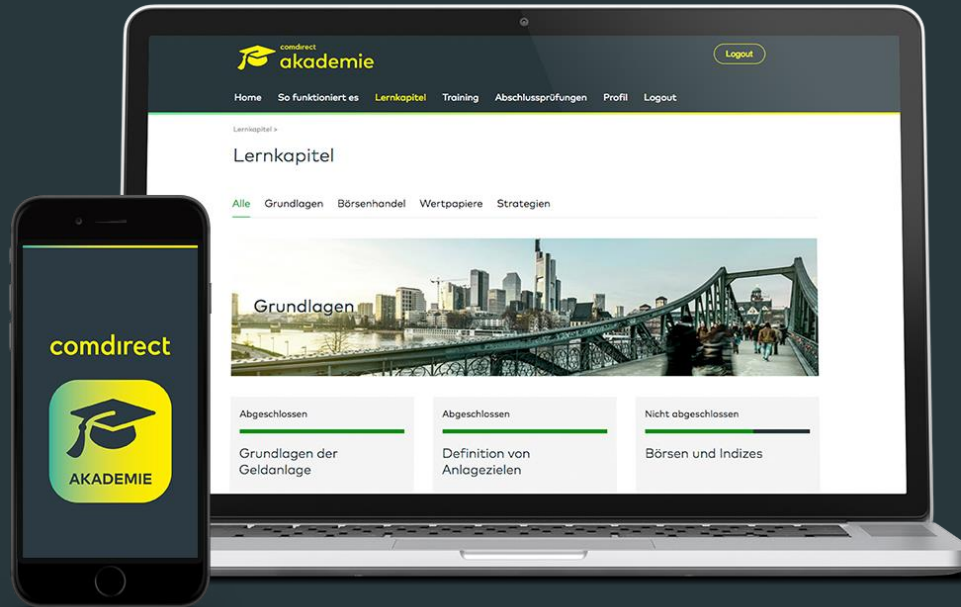 comdirect
akademie
Logout
Home So funktioniert es Lernkapitel Training Abschlussprüfungen Profil Logout
Lernkapitel >
Lernkapitel
Alle Grundlagen Börsenhandel Wertpapiere Strategien
Grundlagen
Abgeschlossen
Grundlagen der
Geldanlage
Abgeschlossen
Definition von
Anlagezielen
Nicht abgeschlossen
Börsen und Indizes
comdirect
AKADEMIE